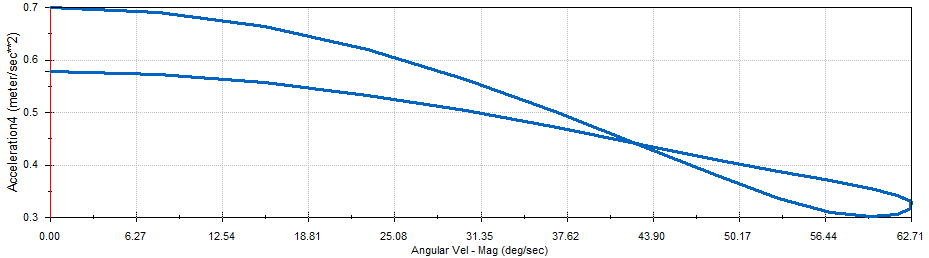 Acceleration4 (meter/sec**2)
0.7
0.6
0.5
0.4
0.3
0.00 6.27 12.54 18.81 25.08 31.35 37.62 43.90 50.17 56.44 62.71
Angular Vel - Mag (deg/sec)